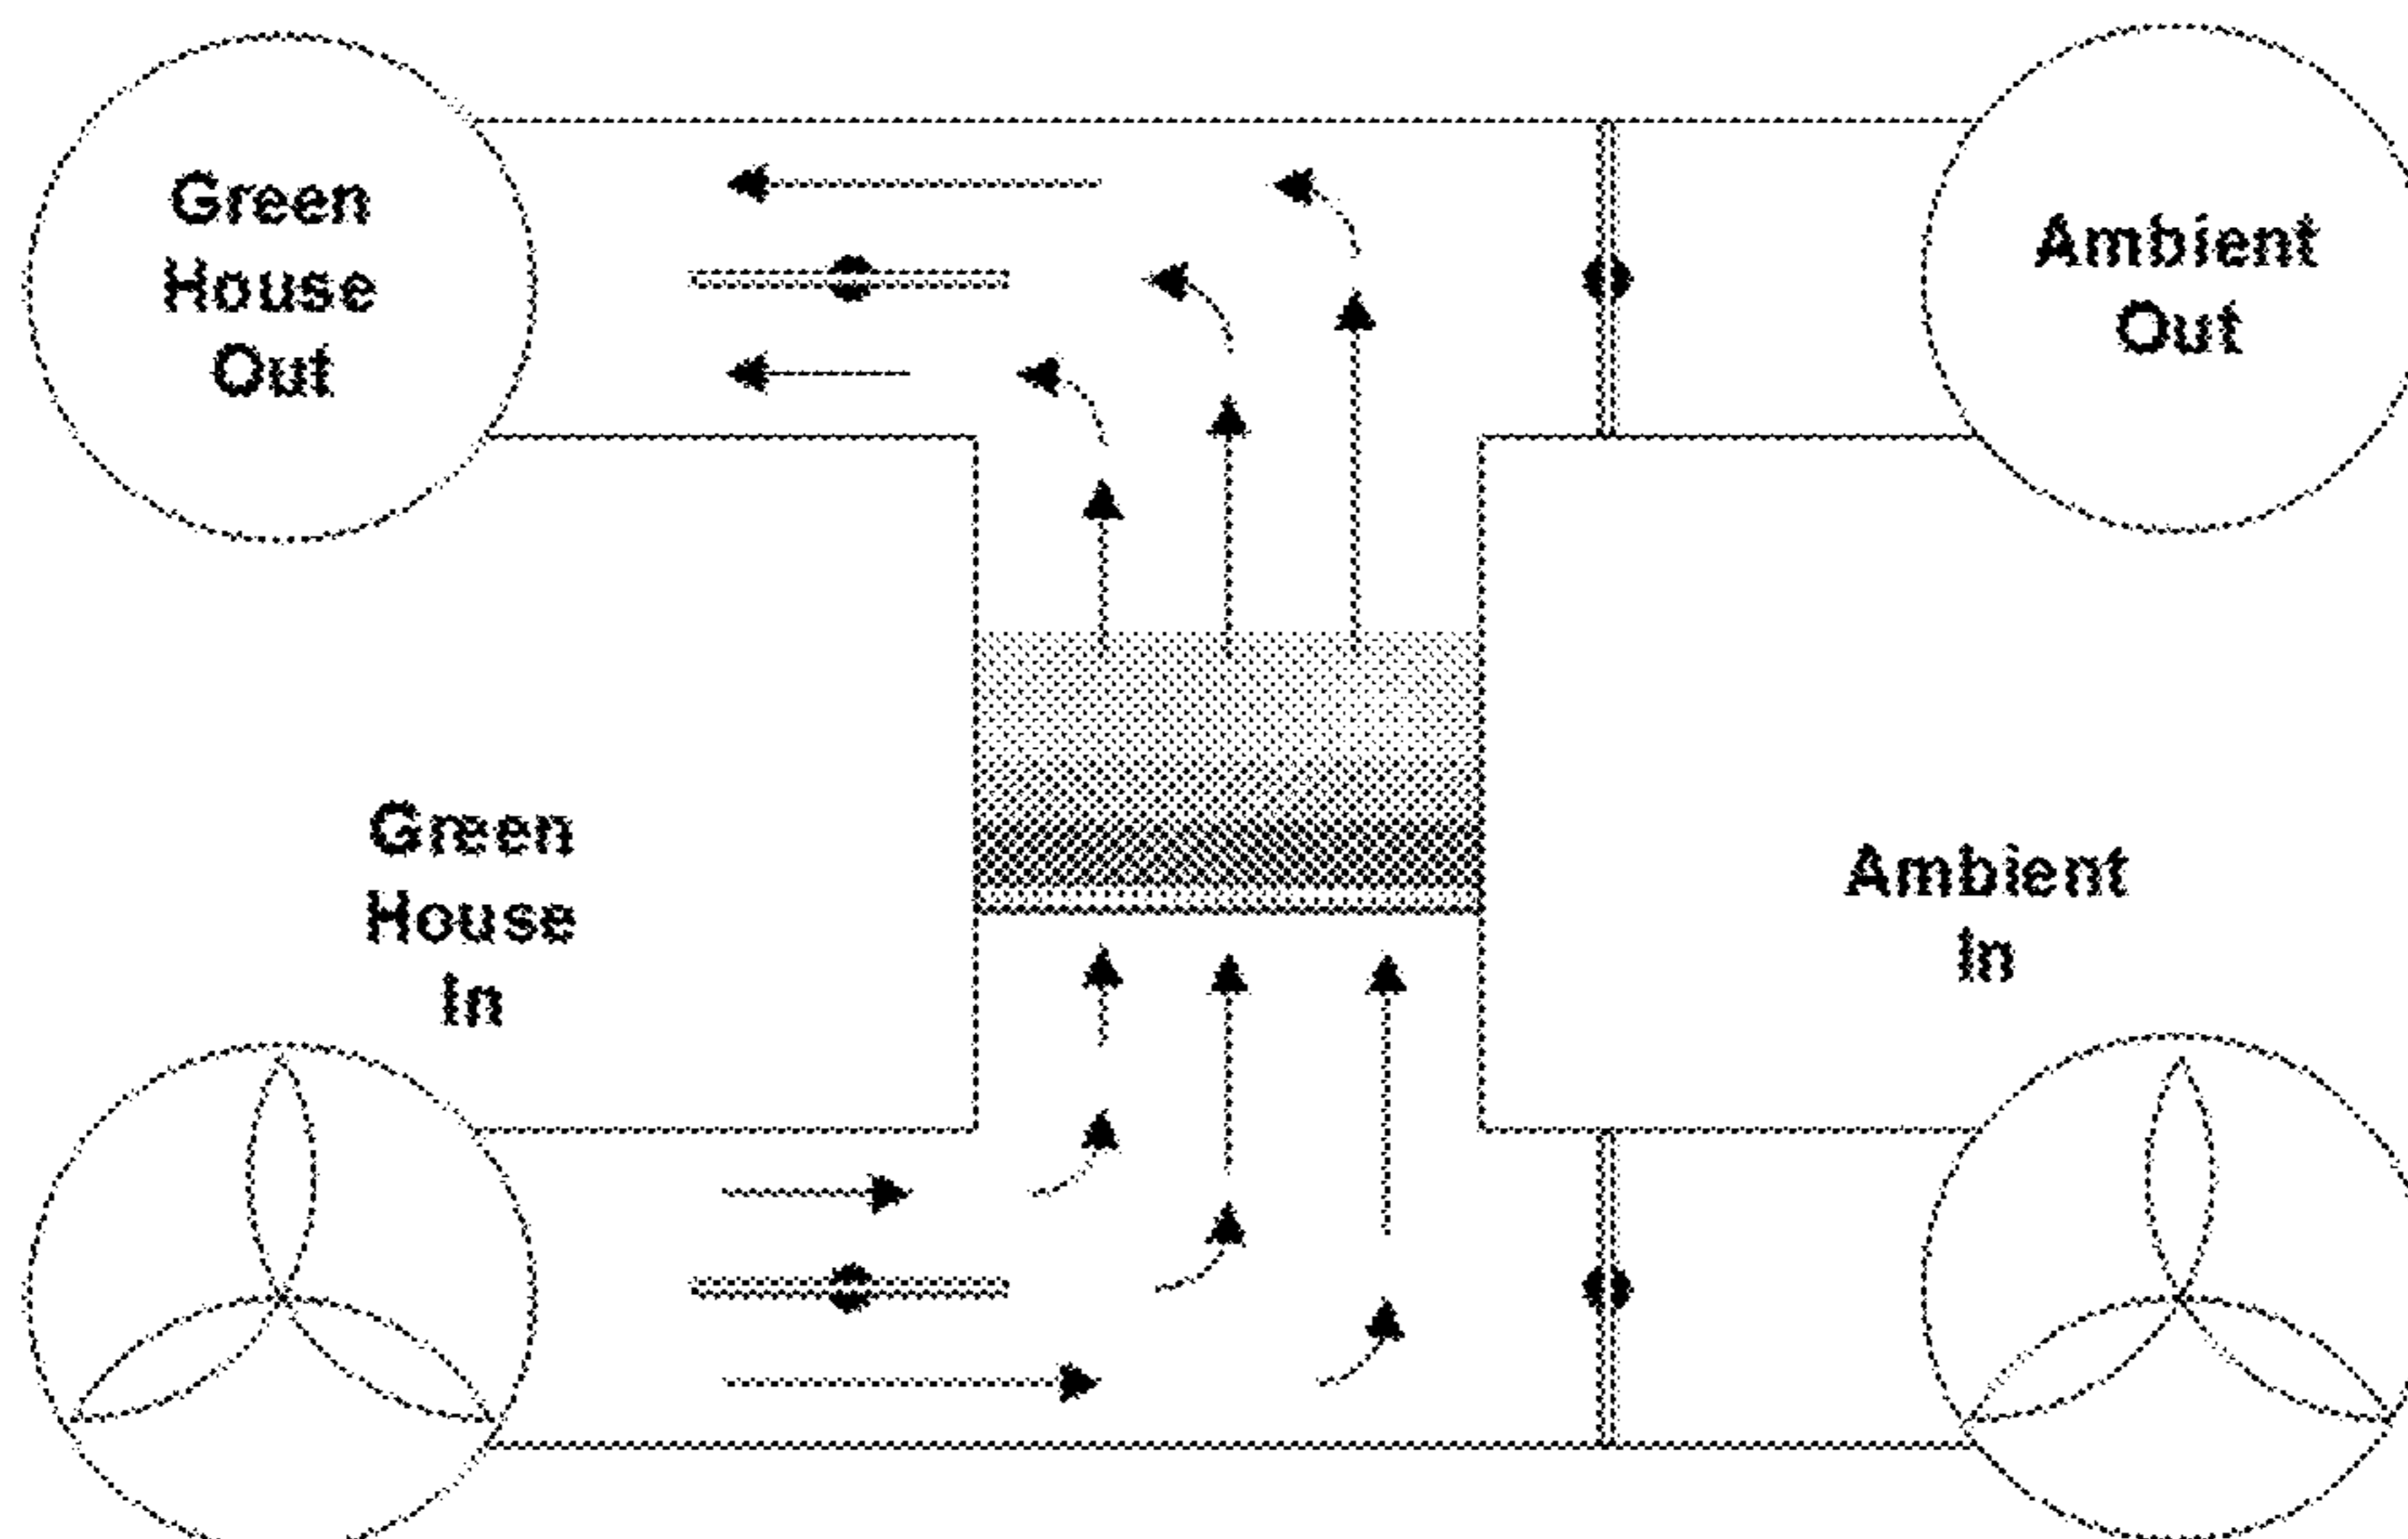 Green
House
Out
Ambient
Out
Green
House
In
Ambient
In